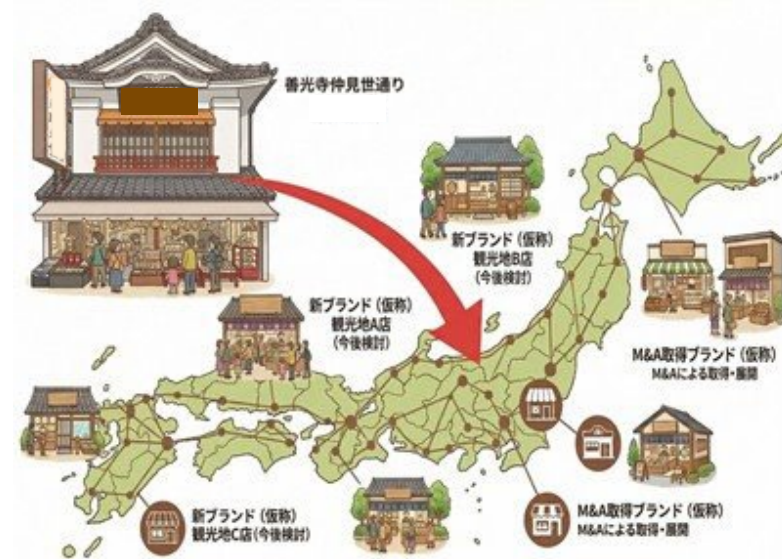 善光寺仲見世通り
新ブランド（仮称）
観光地B店
（今後検討）
新ブランド（仮称）
観光地A店
（今後検討）
M&A取得ブランド（仮称）
M&Aによる取得・展開
M&A取得ブランド（仮称）
M&Aによる取得・展開
新ブランド（仮称）
観光地C店（今後検討）